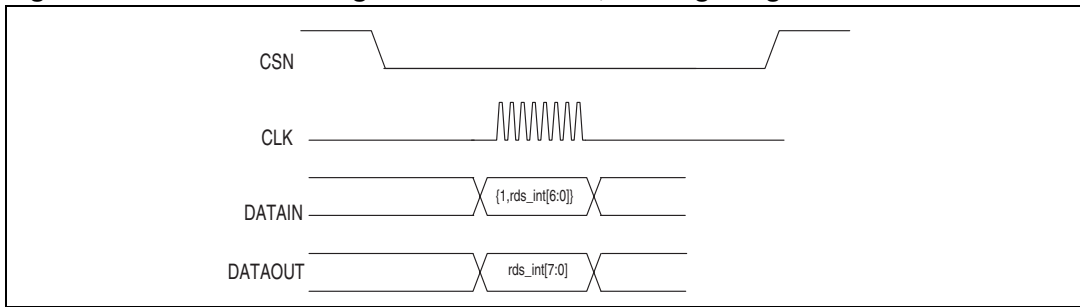 CSN
CLK
DATAIN
{1,rds_int[6:0]}
DATAOUT
rds_int[7:0]